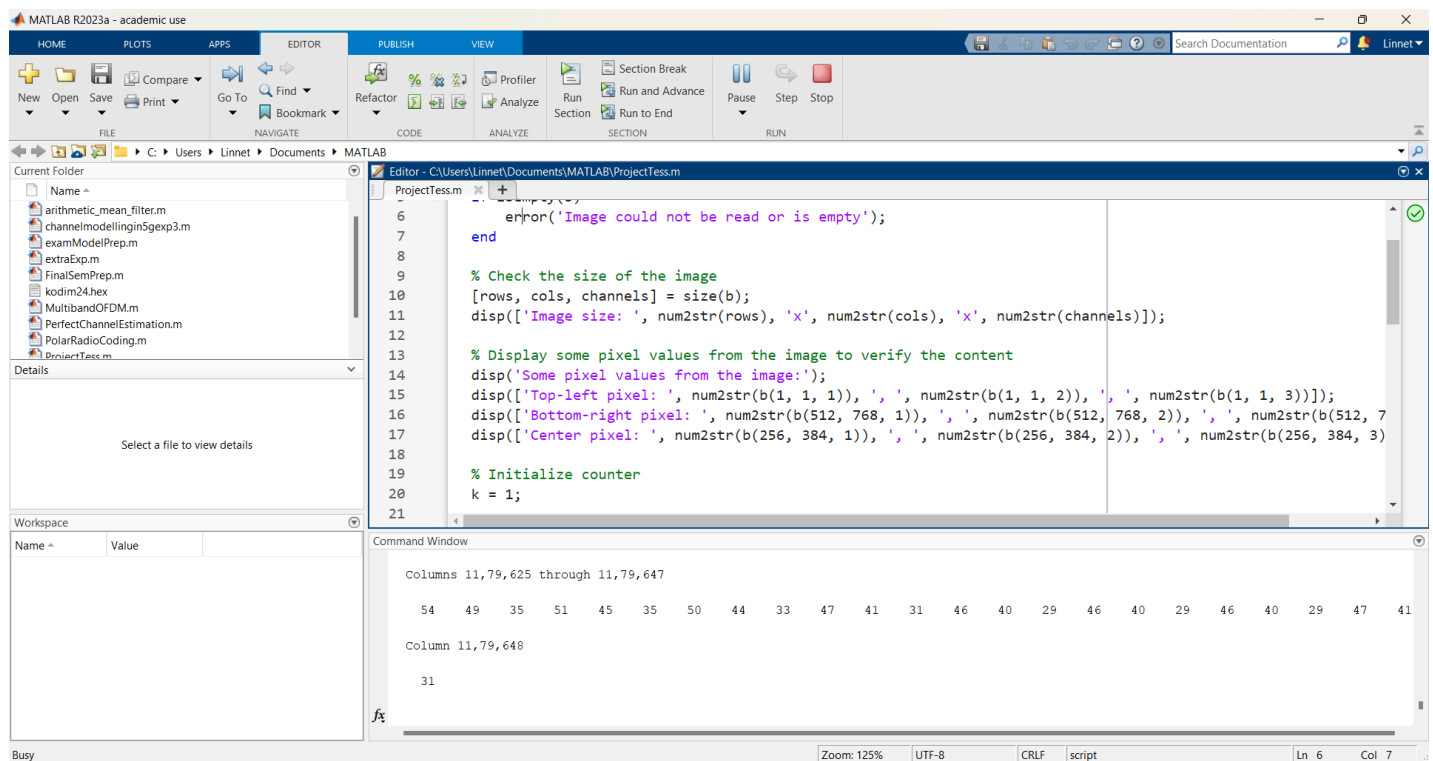 MATLAB R2023a - academic use
HOME PLOTS APPS EDITOR PUBLISH VIEW Search Documentation Linnet
New Open Save Compare Print
Go To Find Bookmark
Refactor
Profiler Analyze
Run Section Section Break Run and Advance Run to End
Pause Step Stop
FILE NAVIGATE CODE ANALYZE SECTION RUN
C: Users Linnet Documents MATLAB
Current Folder
Name
arithmetic_mean_filter.m
channelmodellingin5gexp3.m
examModelPrep.m
extraExp.m
FinalSemPrep.m
kodim24.hex
MultibandOFDM.m
PerfectChannelEstimation.m
PolarRadioCoding.m
ProjectTess.m
Details
Select a file to view details
Workspace
Name Value
Editor - C:\Users\Linnet\Documents\MATLAB\ProjectTess.m
ProjectTess.m
6 error('Image could not be read or is empty');
7 end
8
9 % Check the size of the image
10 [rows, cols, channels] = size(b);
11 disp(['Image size: ', num2str(rows), 'x', num2str(cols), 'x', num2str(channels)]);
12
13 % Display some pixel values from the image to verify the content
14 disp('Some pixel values from the image:');
15 disp(['Top-left pixel: ', num2str(b(1, 1, 1)), ', ', num2str(b(1, 1, 2)), ', ', num2str(b(1, 1, 3))]);
16 disp(['Bottom-right pixel: ', num2str(b(512, 768, 1)), ', ', num2str(b(512, 768, 2)), ', ', num2str(b(512, 7
17 disp(['Center pixel: ', num2str(b(256, 384, 1)), ', ', num2str(b(256, 384, 2)), ', ', num2str(b(256, 384, 3)
18
19 % Initialize counter
20 k = 1;
21
Command Window
Columns 11,79,625 through 11,79,647
54 49 35 51 45 35 50 44 33 47 41 31 46 40 29 46 40 29 46 40 29 47 41
Column 11,79,648
31
fx
Busy Zoom: 125% UTF-8 CRLF script Ln 6 Col 7